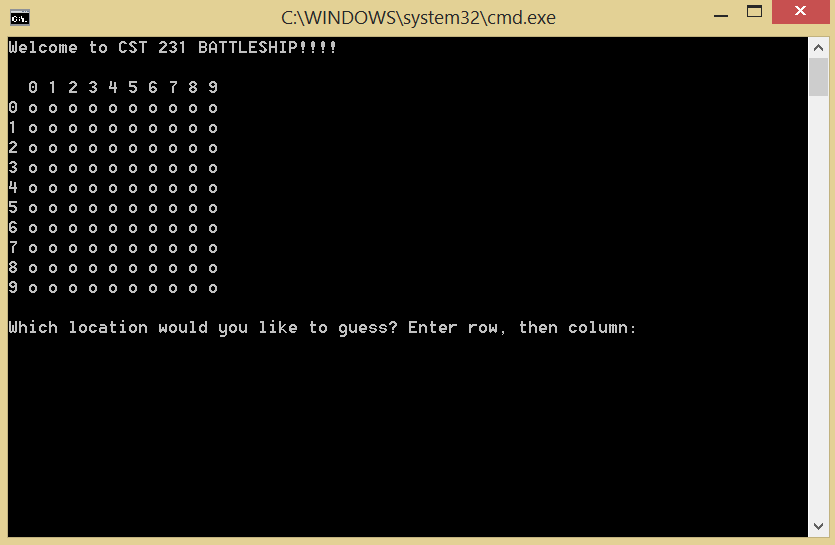 C:\WINDOWS\system32\cmd.exe
Welcome to CST 231 BATTLESHIP!!!!
0 1 2 3 4 5 6 7 8 9
0 o o o o o o o o o o
1 o o o o o o o o o o
2 o o o o o o o o o o
3 o o o o o o o o o o
4 o o o o o o o o o o
5 o o o o o o o o o o
6 o o o o o o o o o o
7 o o o o o o o o o o
8 o o o o o o o o o o
9 o o o o o o o o o o
Which location would you like to guess? Enter row, then column: